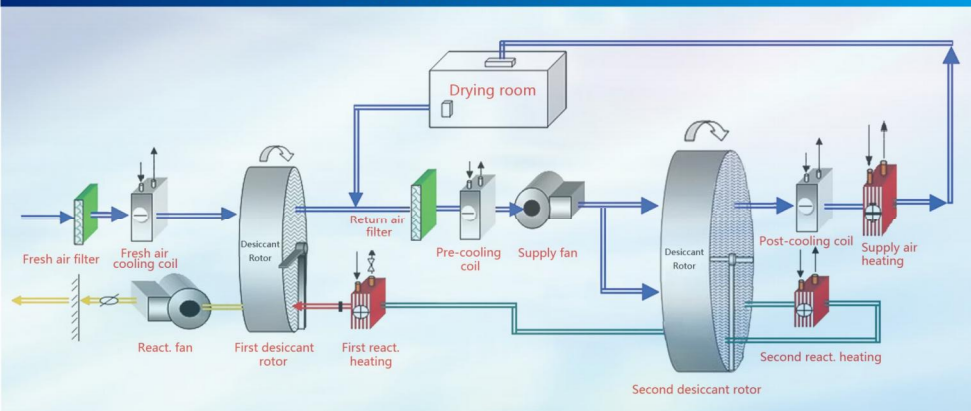 Drying room
Fresh air filter
Fresh air
cooling coil
Desiccant
Rotor
Return air
filter
Pre-cooling
coil
Supply fan
Desiccant
Rotor
Post-cooling coil
Supply air
heating
React. fan
First desiccant
rotor
First react.
heating
Second react. heating
Second desiccant rotor